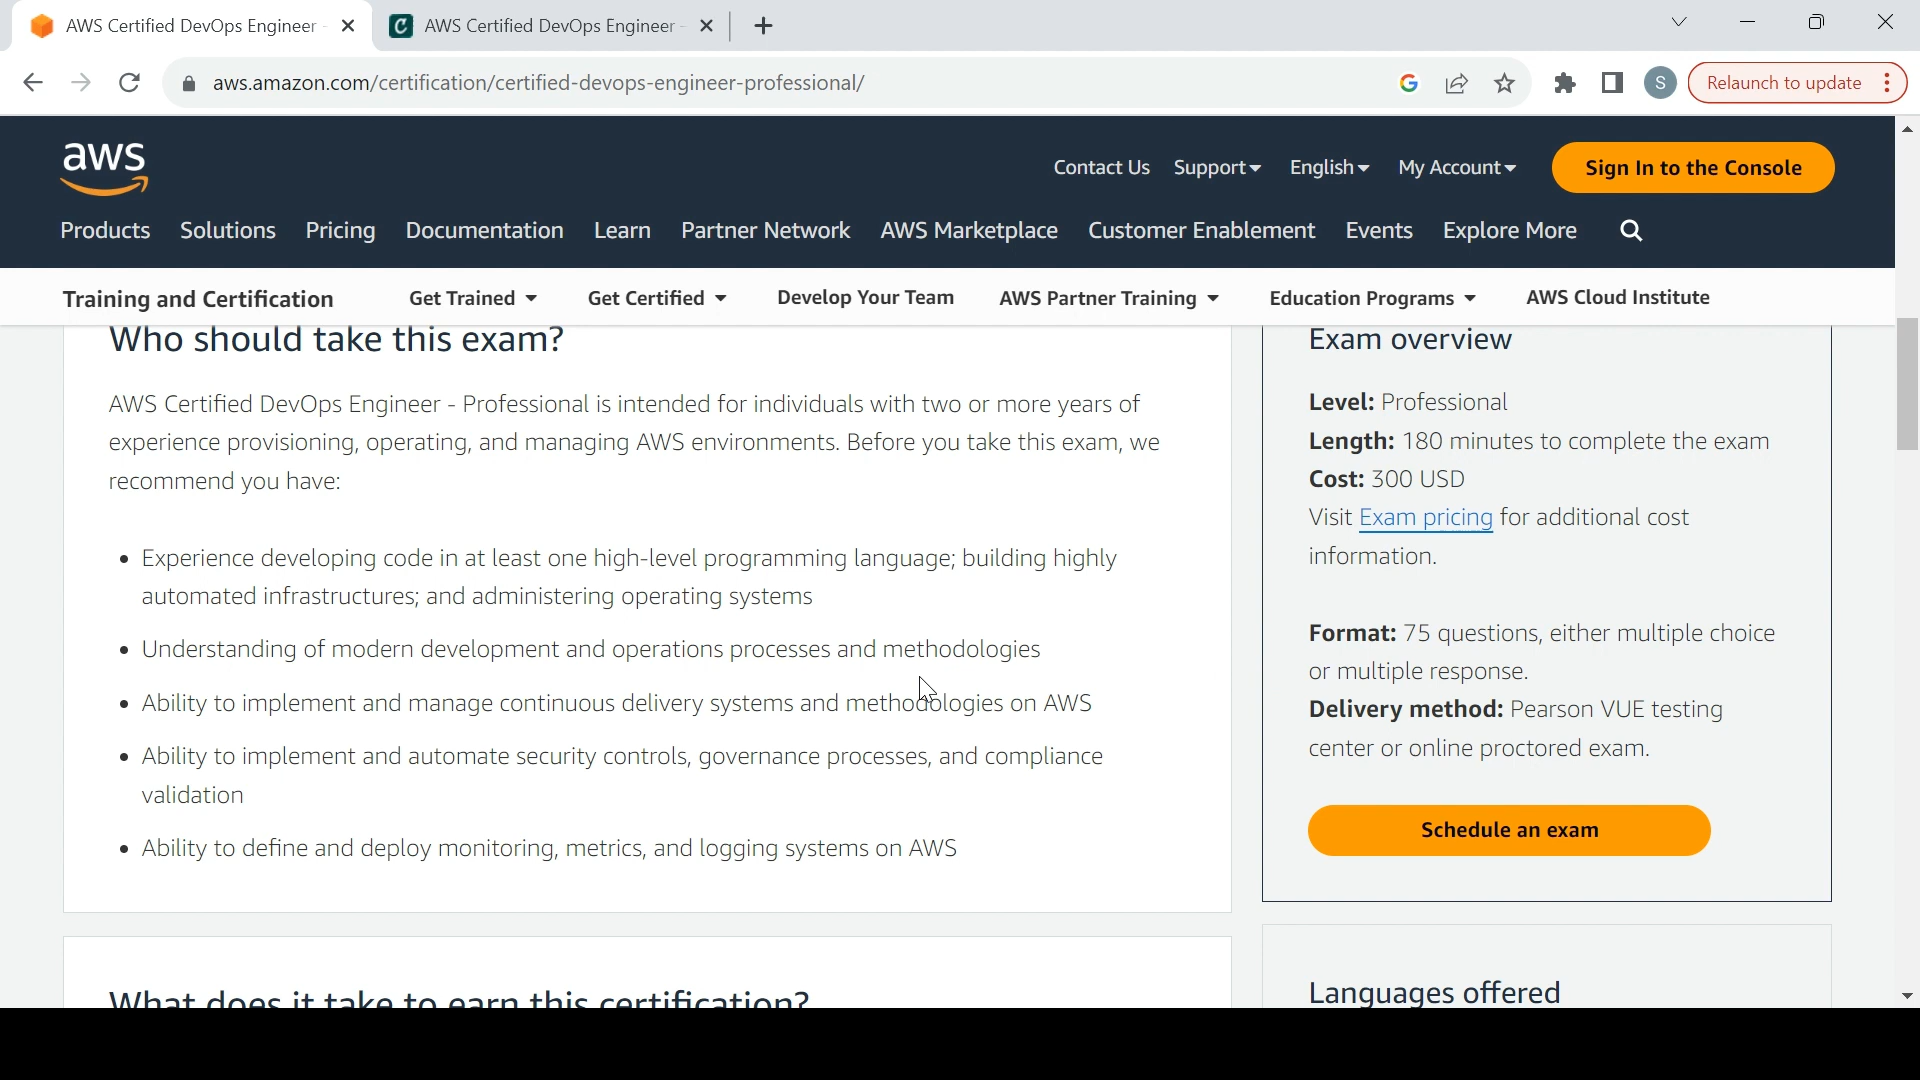 AWS Certified DevOps Engineer -
AWS Certified DevOps Engineer -
aws.amazon.com/certification/certified-devops-engineer-professional/
S
Relaunch to update
aws
Contact Us Support English My Account Sign In to the Console
Products Solutions Pricing Documentation Learn Partner Network AWS Marketplace Customer Enablement Events Explore More
Training and Certification Get Trained Get Certified Develop Your Team AWS Partner Training Education Programs AWS Cloud Institute
Who should take this exam?
AWS Certified DevOps Engineer - Professional is intended for individuals with two or more years of
experience provisioning, operating, and managing AWS environments. Before you take this exam, we
recommend you have:
• Experience developing code in at least one high-level programming language; building highly
automated infrastructures; and administering operating systems
• Understanding of modern development and operations processes and methodologies
• Ability to implement and manage continuous delivery systems and methodologies on AWS
• Ability to implement and automate security controls, governance processes, and compliance
validation
• Ability to define and deploy monitoring, metrics, and logging systems on AWS
What does it take to earn this certification?
Exam overview
Level: Professional
Length: 180 minutes to complete the exam
Cost: 300 USD
Visit Exam pricing for additional cost
information.
Format: 75 questions, either multiple choice
or multiple response.
Delivery method: Pearson VUE testing
center or online proctored exam.
Schedule an exam
Languages offered